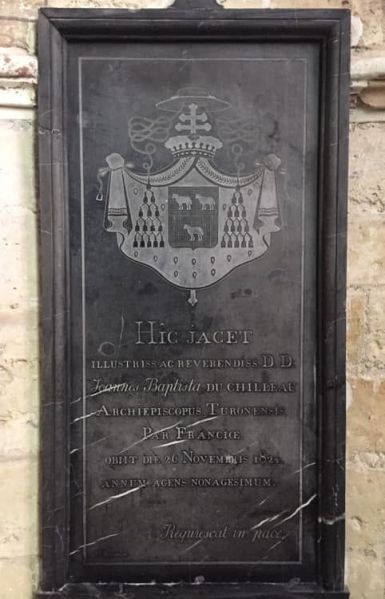 HIC JACET
ILLUSTRISS. AC REVERENDISS. D D.
Joannes Baptista DU CHILLEAU
ARCHIEPISCOPUS TURONENSIS.
PAR FRANCIÆ
OBIIT DIE 26 NOVEMBRIS 1824.
ANNUM AGENS NONAGESIMUM.
Requiescat in pace.